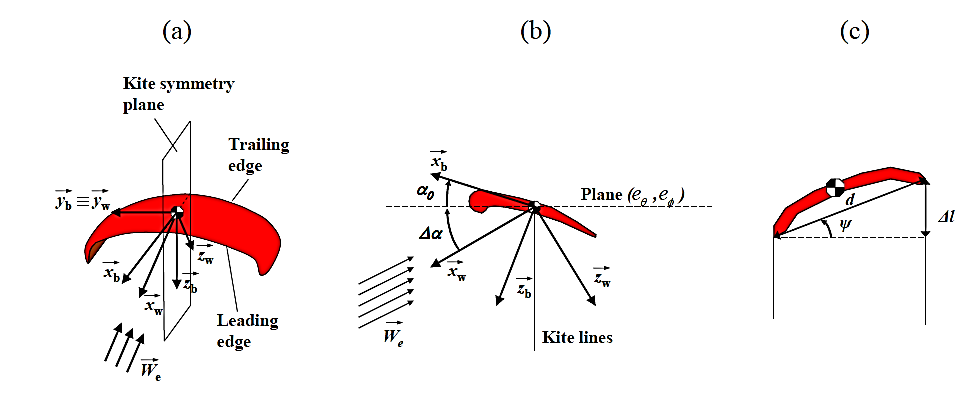 (a)
(b)
(c)
Kite symmetry
plane
Trailing
edge
y_b ≡ y_w
x_b
x_w
z_b
z_w
Leading
edge
W_e
x_b
α_0
Plane (e_θ , e_ϕ)
Δα
x_w
z_b
z_w
W_e
Kite lines
d
ψ
Δl